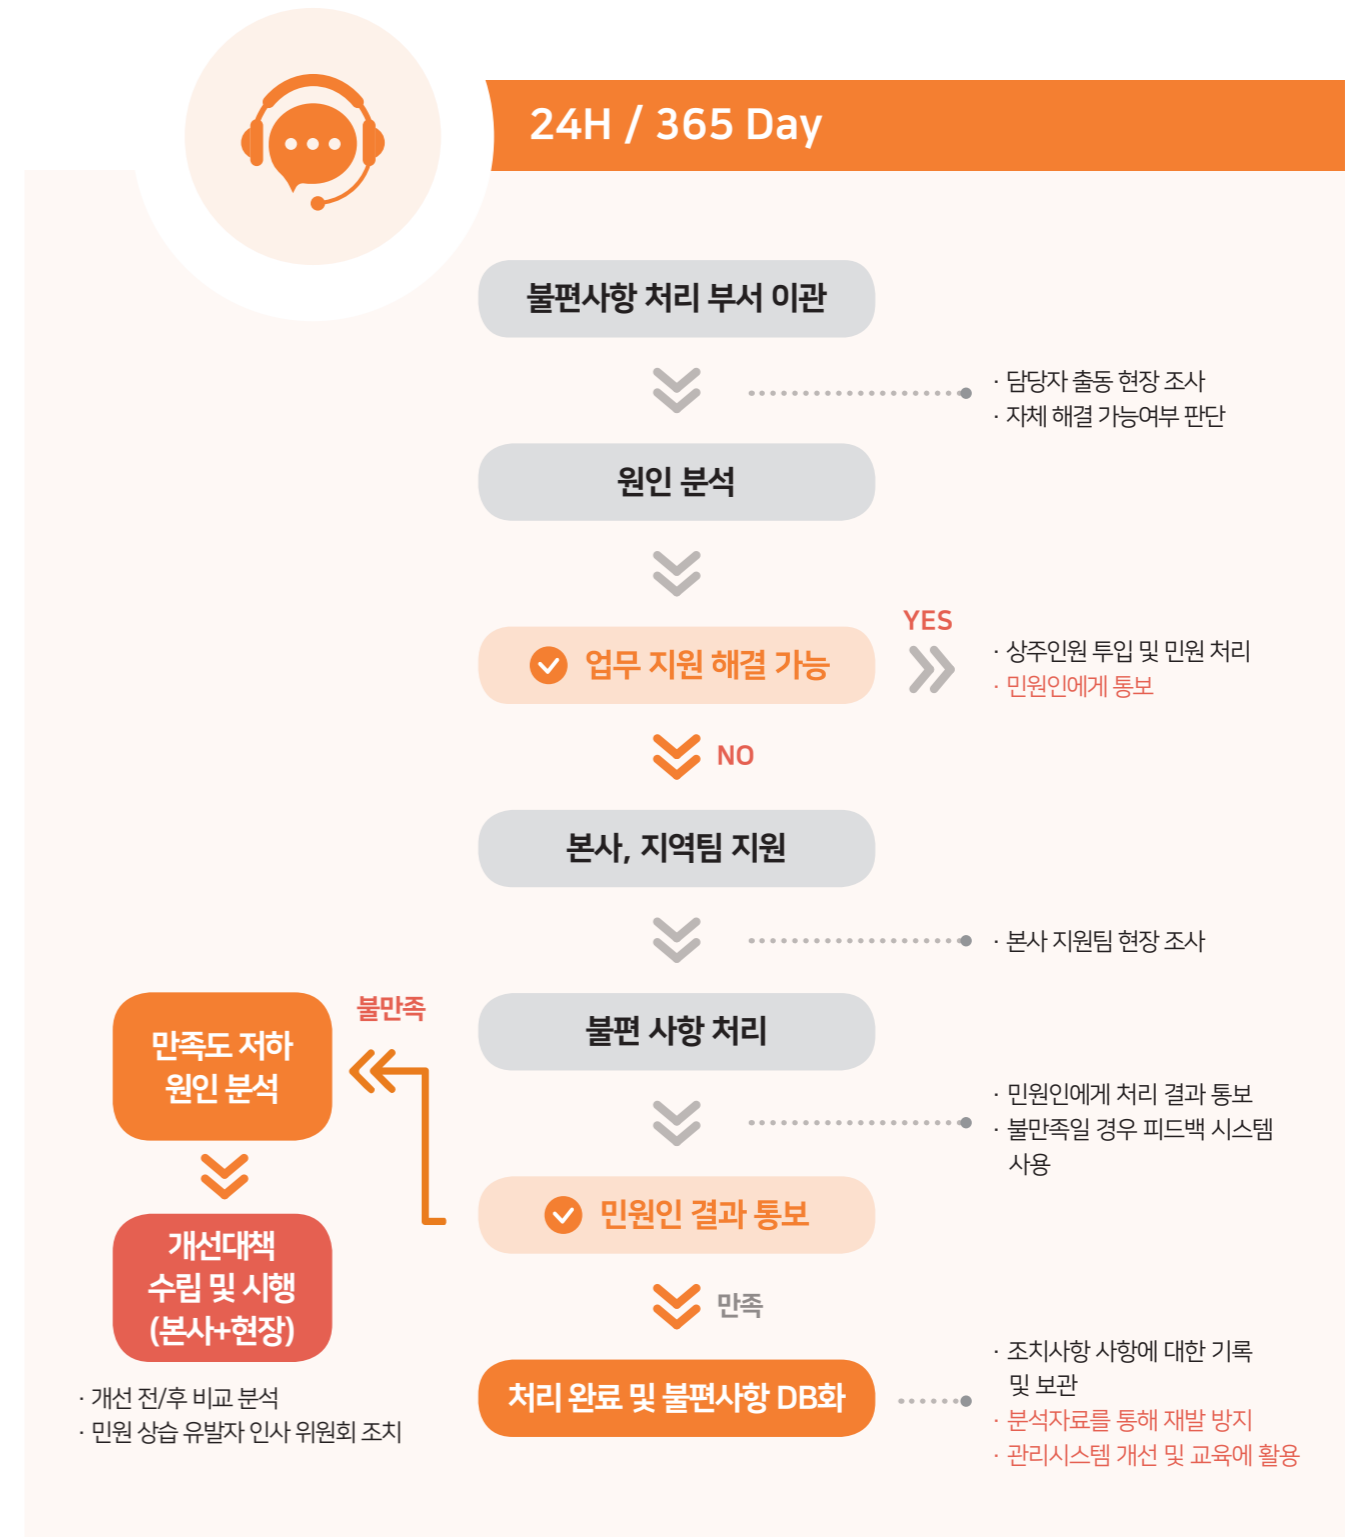 24H / 365 Day
불편사항 처리 부서 이관
· 담당자 출동 현장 조사
· 자체 해결 가능여부 판단
원인 분석
업무 지원 해결 가능
YES
· 상주인원 투입 및 민원 처리
· 민원인에게 통보
NO
본사, 지역팀 지원
· 본사 지원팀 현장 조사
불편 사항 처리
· 민원인에게 처리 결과 통보
· 불만족일 경우 피드백 시스템
사용
민원인 결과 통보
불만족
만족도 저하
원인 분석
개선대책
수립 및 시행
(본사+현장)
· 개선 전/후 비교 분석
· 민원 상습 유발자 인사 위원회 조치
만족
처리 완료 및 불편사항 DB화
· 조치사항 사항에 대한 기록
및 보관
· 분석자료를 통해 재발 방지
· 관리시스템 개선 및 교육에 활용